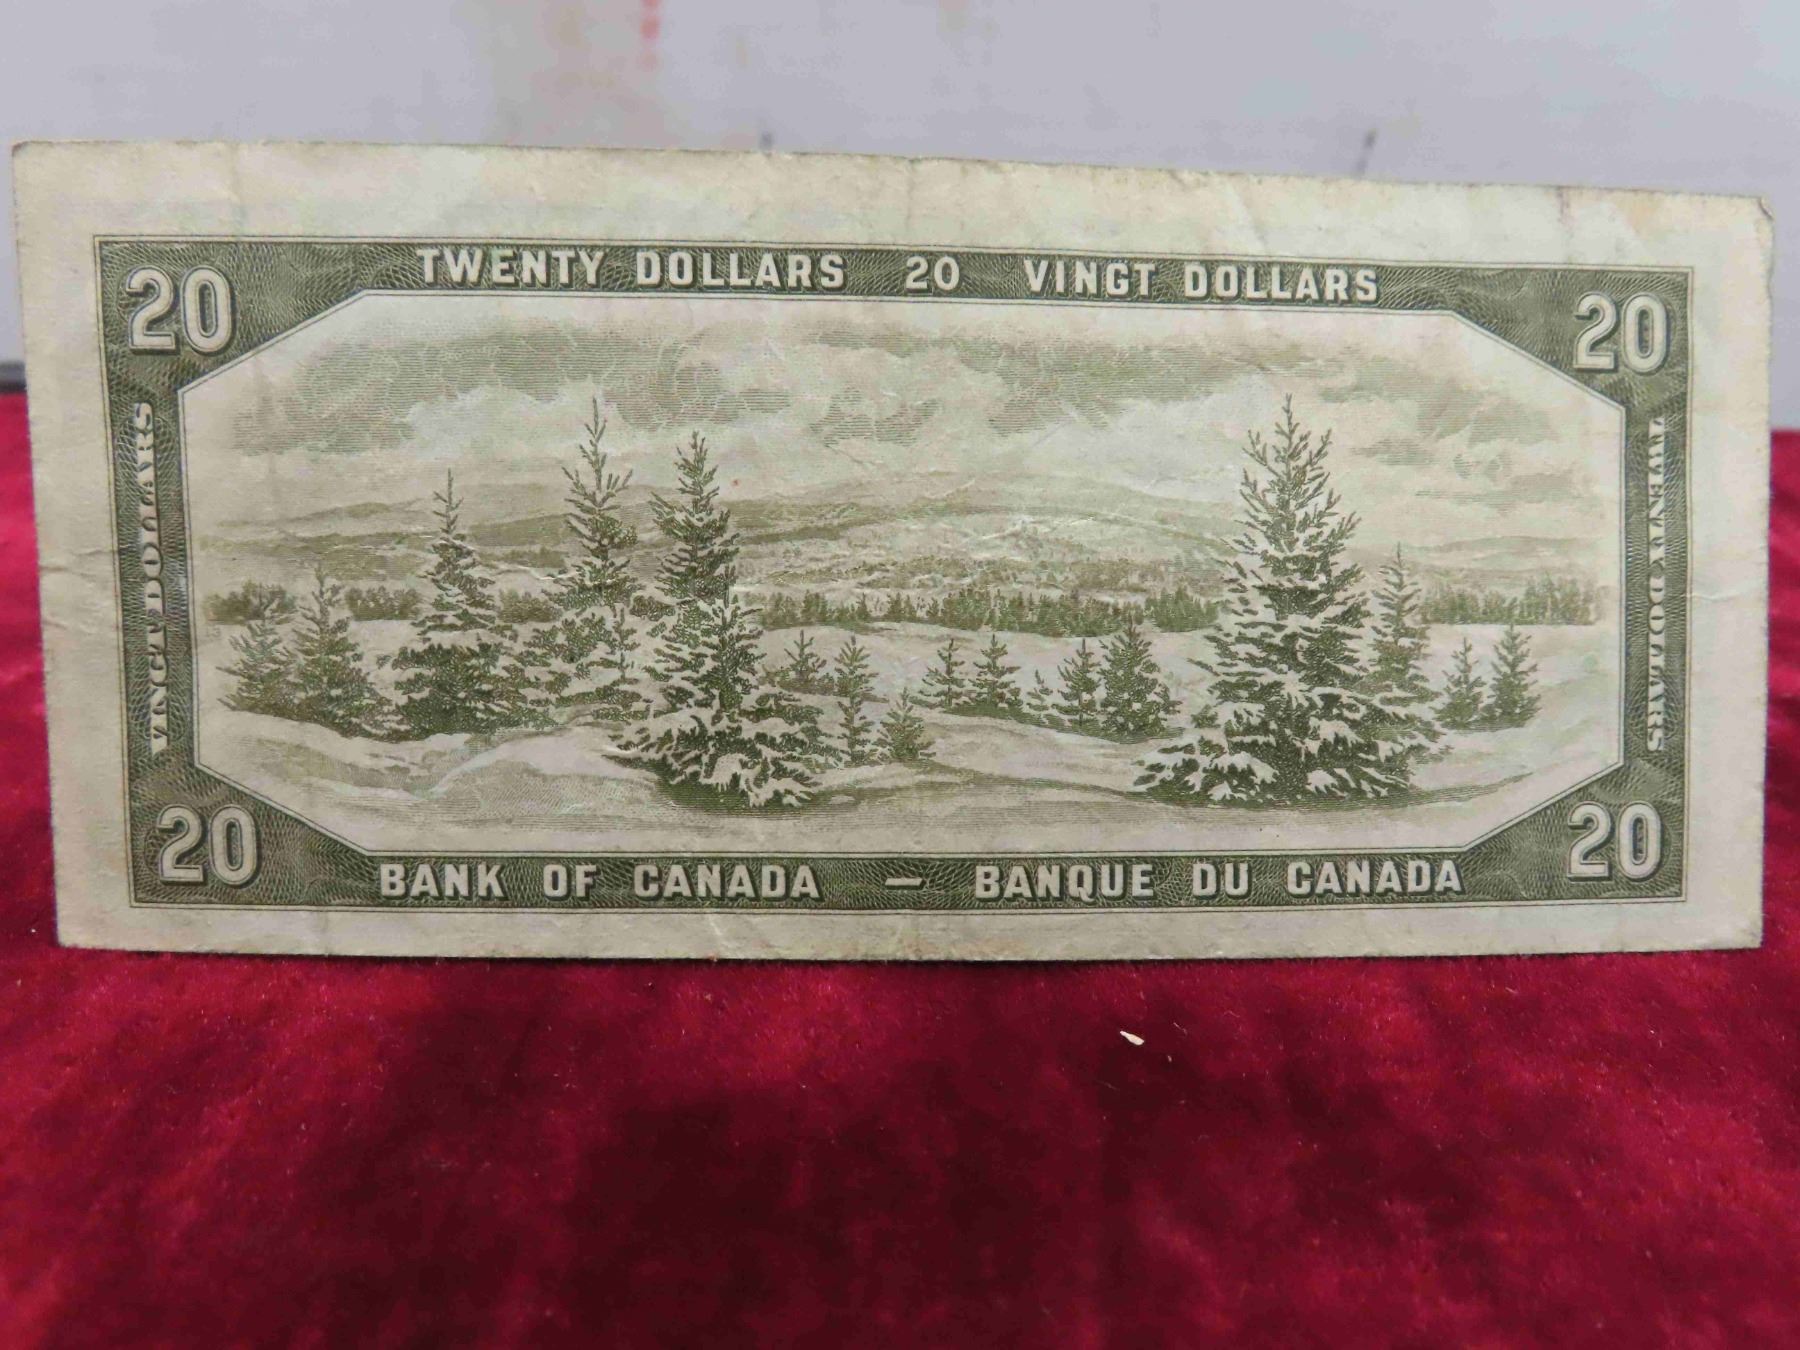 20 TWENTY DOLLARS 20 VINGT DOLLARS 20
VINGT DOLLARS
TWENTY DOLLARS
20 BANK OF CANADA — BANQUE DU CANADA 20